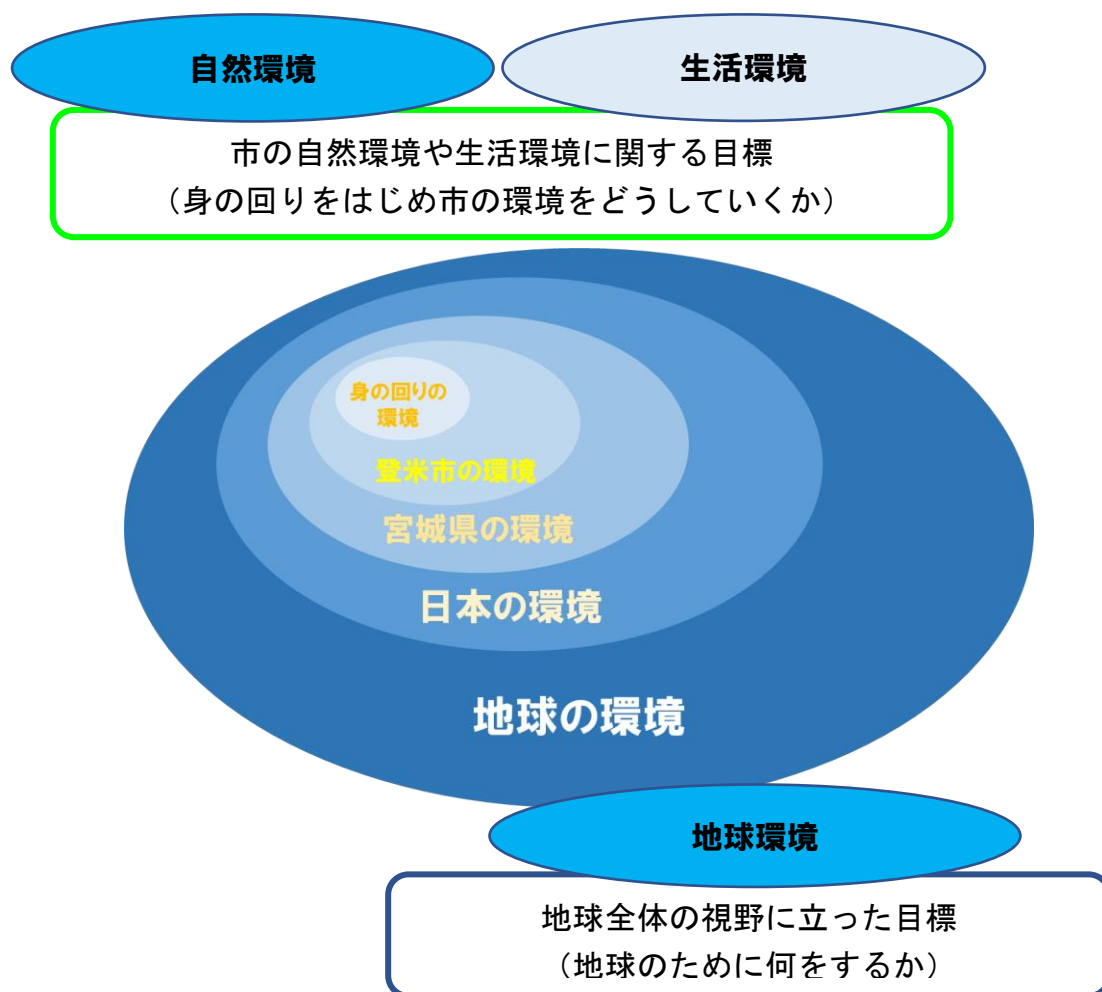 自然環境
生活環境
市の自然環境や生活環境に関する目標
（身の回りをはじめ市の環境をどうしていくか）
身の回りの
環境
登米市の環境
宮城県の環境
日本の環境
地球の環境
地球環境
地球全体の視野に立った目標
（地球のために何をするか）